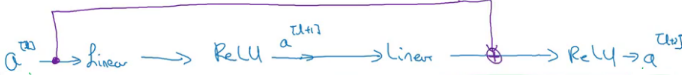 a^[l] → Linear → ReLU a^[l+1] → Linear → ⊕ → ReLU → a^[l+2]